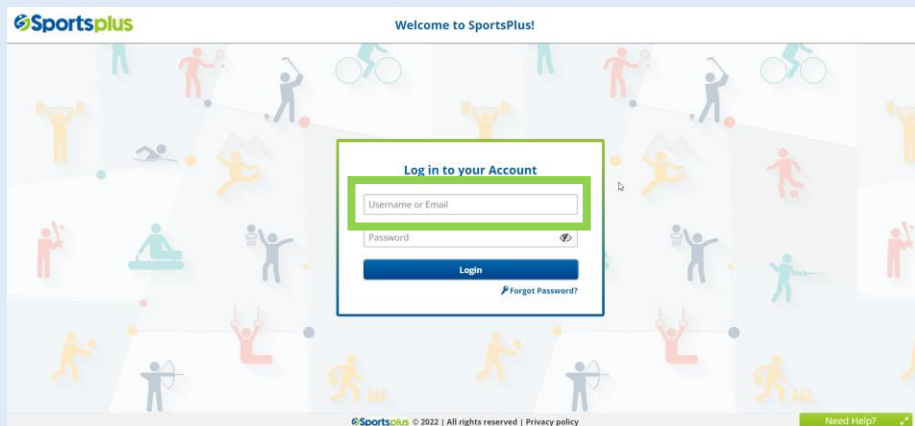 Sportsplus
Welcome to SportsPlus!
Log in to your Account
Username or Email
Password
Login
Forgot Password?
Sportsplus © 2022 | All rights reserved | Privacy policy
Need Help?